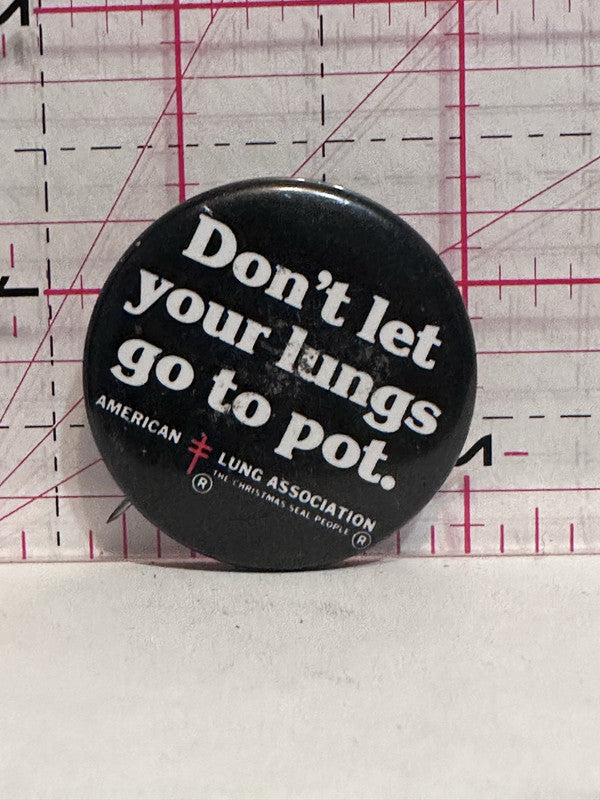 Don't let
your lungs
go to pot.
AMERICAN LUNG ASSOCIATION
® THE CHRISTMAS SEAL PEOPLE ®